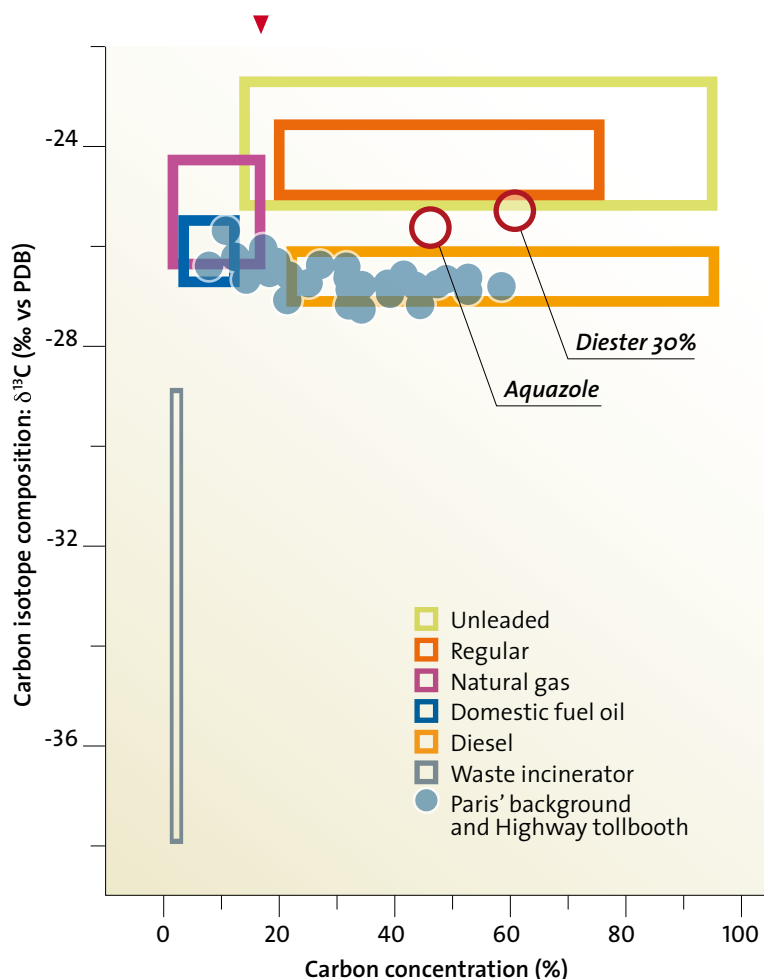 Carbon isotope composition: δ¹³C (‰ vs PDB)
-24
-28
-32
-36
Diester 30%
Aquazole
Unleaded
Regular
Natural gas
Domestic fuel oil
Diesel
Waste incinerator
Paris' background
and Highway tollbooth
0
20
40
60
80
100
Carbon concentration (%)